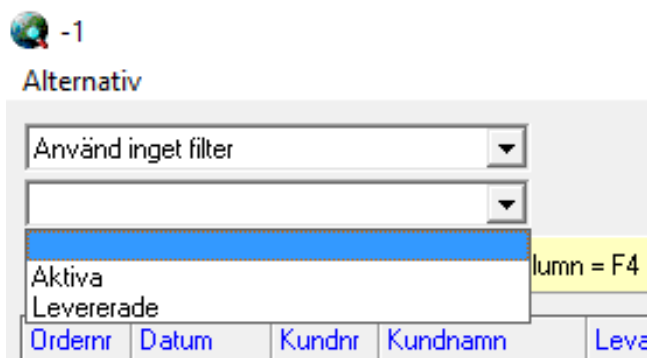 -1
Alternativ
Använd inget filter
Aktiva
Levererade
lumn = F4
Ordernr Datum Kundnr Kundnamn Leva